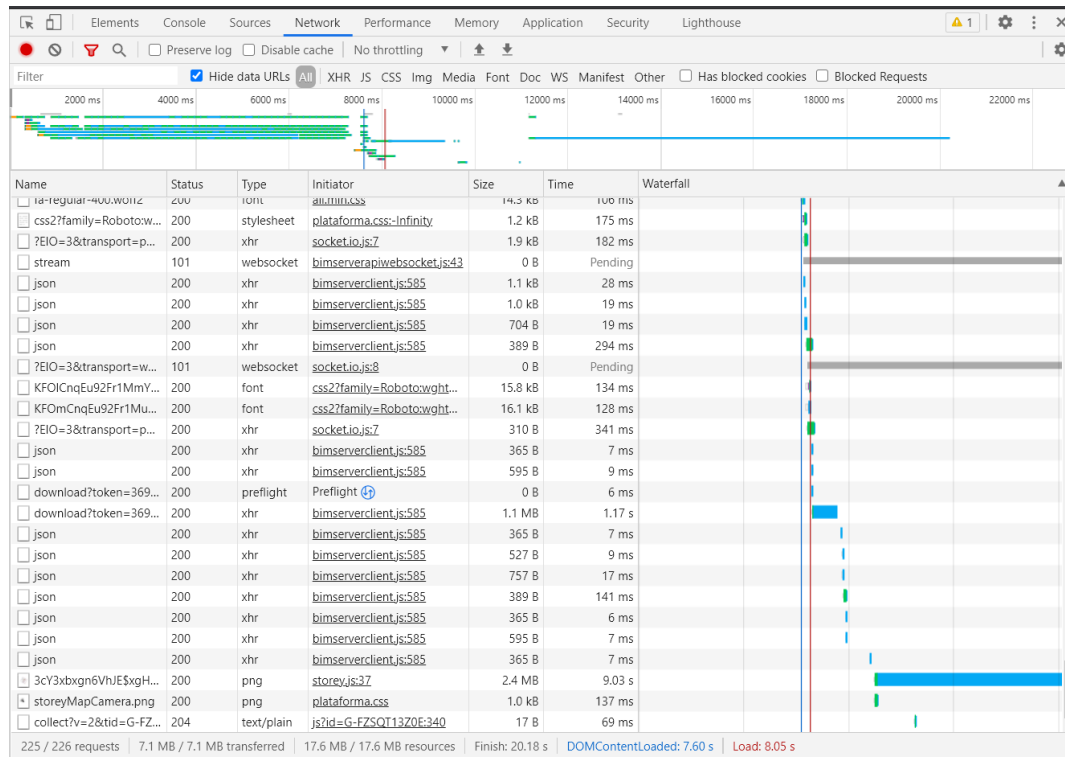 Elements Console Sources Network Performance Memory Application Security Lighthouse 1
Preserve log Disable cache No throttling
Filter Hide data URLs All XHR JS CSS Img Media Font Doc WS Manifest Other Has blocked cookies Blocked Requests
2000 ms 4000 ms 6000 ms 8000 ms 10000 ms 12000 ms 14000 ms 16000 ms 18000 ms 20000 ms 22000 ms
Name Status Type Initiator Size Time Waterfall
fa-regular-400.woff2 200 font all.min.css 14.3 kB 106 ms
css2?family=Roboto:w... 200 stylesheet plataforma.css:-Infinity 1.2 kB 175 ms
?EIO=3&transport=p... 200 xhr socket.io.js:7 1.9 kB 182 ms
stream 101 websocket bimserverapiwebsocket.js:43 0 B Pending
json 200 xhr bimserverclient.js:585 1.1 kB 28 ms
json 200 xhr bimserverclient.js:585 1.0 kB 19 ms
json 200 xhr bimserverclient.js:585 704 B 19 ms
json 200 xhr bimserverclient.js:585 389 B 294 ms
?EIO=3&transport=w... 101 websocket socket.io.js:8 0 B Pending
KFOlCnqEu92Fr1MmY... 200 font css2?family=Roboto:wght... 15.8 kB 134 ms
KFOmCnqEu92Fr1Mu... 200 font css2?family=Roboto:wght... 16.1 kB 128 ms
?EIO=3&transport=p... 200 xhr socket.io.js:7 310 B 341 ms
json 200 xhr bimserverclient.js:585 365 B 7 ms
json 200 xhr bimserverclient.js:585 595 B 9 ms
download?token=369... 200 preflight Preflight 0 B 6 ms
download?token=369... 200 xhr bimserverclient.js:585 1.1 MB 1.17 s
json 200 xhr bimserverclient.js:585 365 B 7 ms
json 200 xhr bimserverclient.js:585 527 B 9 ms
json 200 xhr bimserverclient.js:585 757 B 17 ms
json 200 xhr bimserverclient.js:585 389 B 141 ms
json 200 xhr bimserverclient.js:585 365 B 6 ms
json 200 xhr bimserverclient.js:585 595 B 7 ms
json 200 xhr bimserverclient.js:585 365 B 7 ms
3cY3xbxgn6VhJE$xgH... 200 png storey.js:37 2.4 MB 9.03 s
storeyMapCamera.png 200 png plataforma.css 1.0 kB 137 ms
collect?v=2&tid=G-FZ... 204 text/plain js?id=G-FZSQT13Z0E:340 17 B 69 ms
225 / 226 requests 7.1 MB / 7.1 MB transferred 17.6 MB / 17.6 MB resources Finish: 20.18 s DOMContentLoaded: 7.60 s Load: 8.05 s